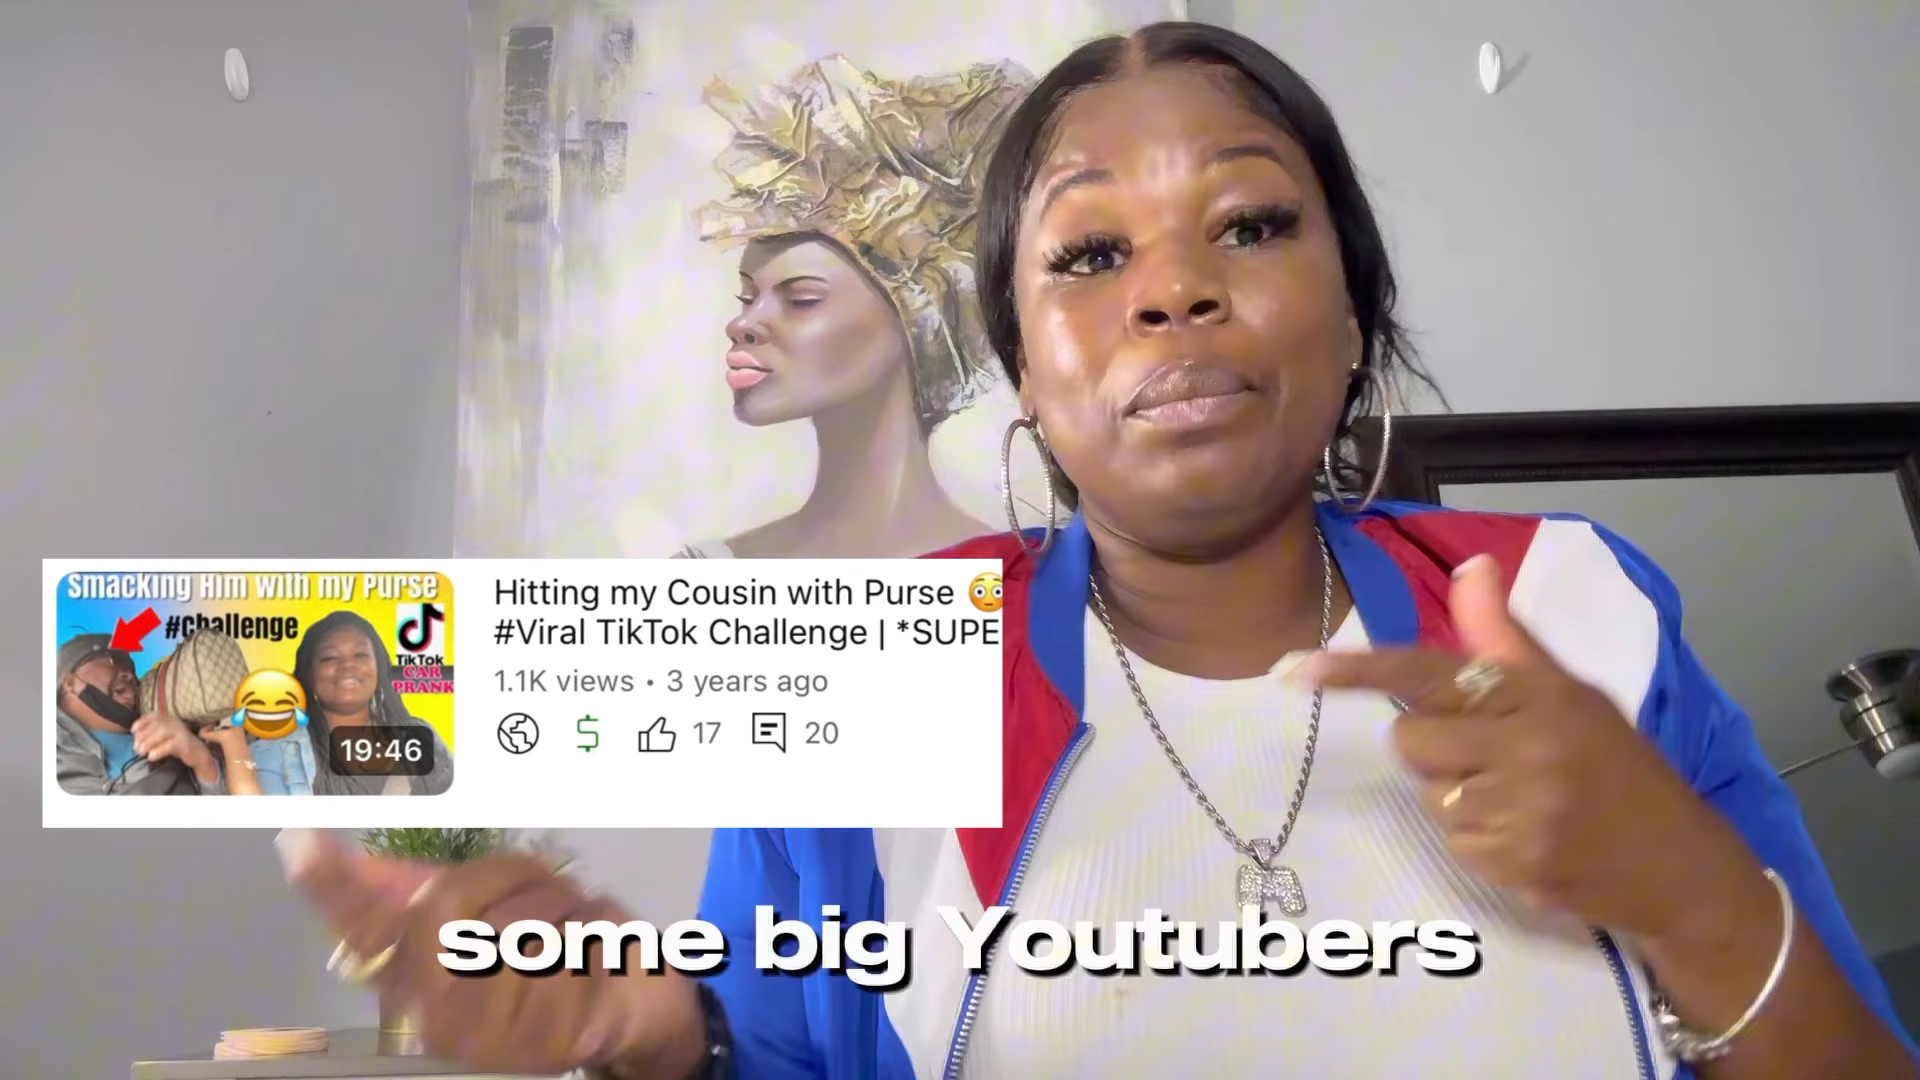 Smacking Him with my Purse
#challenge
TikTok
CAR
PRANK
19:46
Hitting my Cousin with Purse 😳
#Viral TikTok Challenge | *SUPE
1.1K views • 3 years ago
17
20
H
some big Youtubers